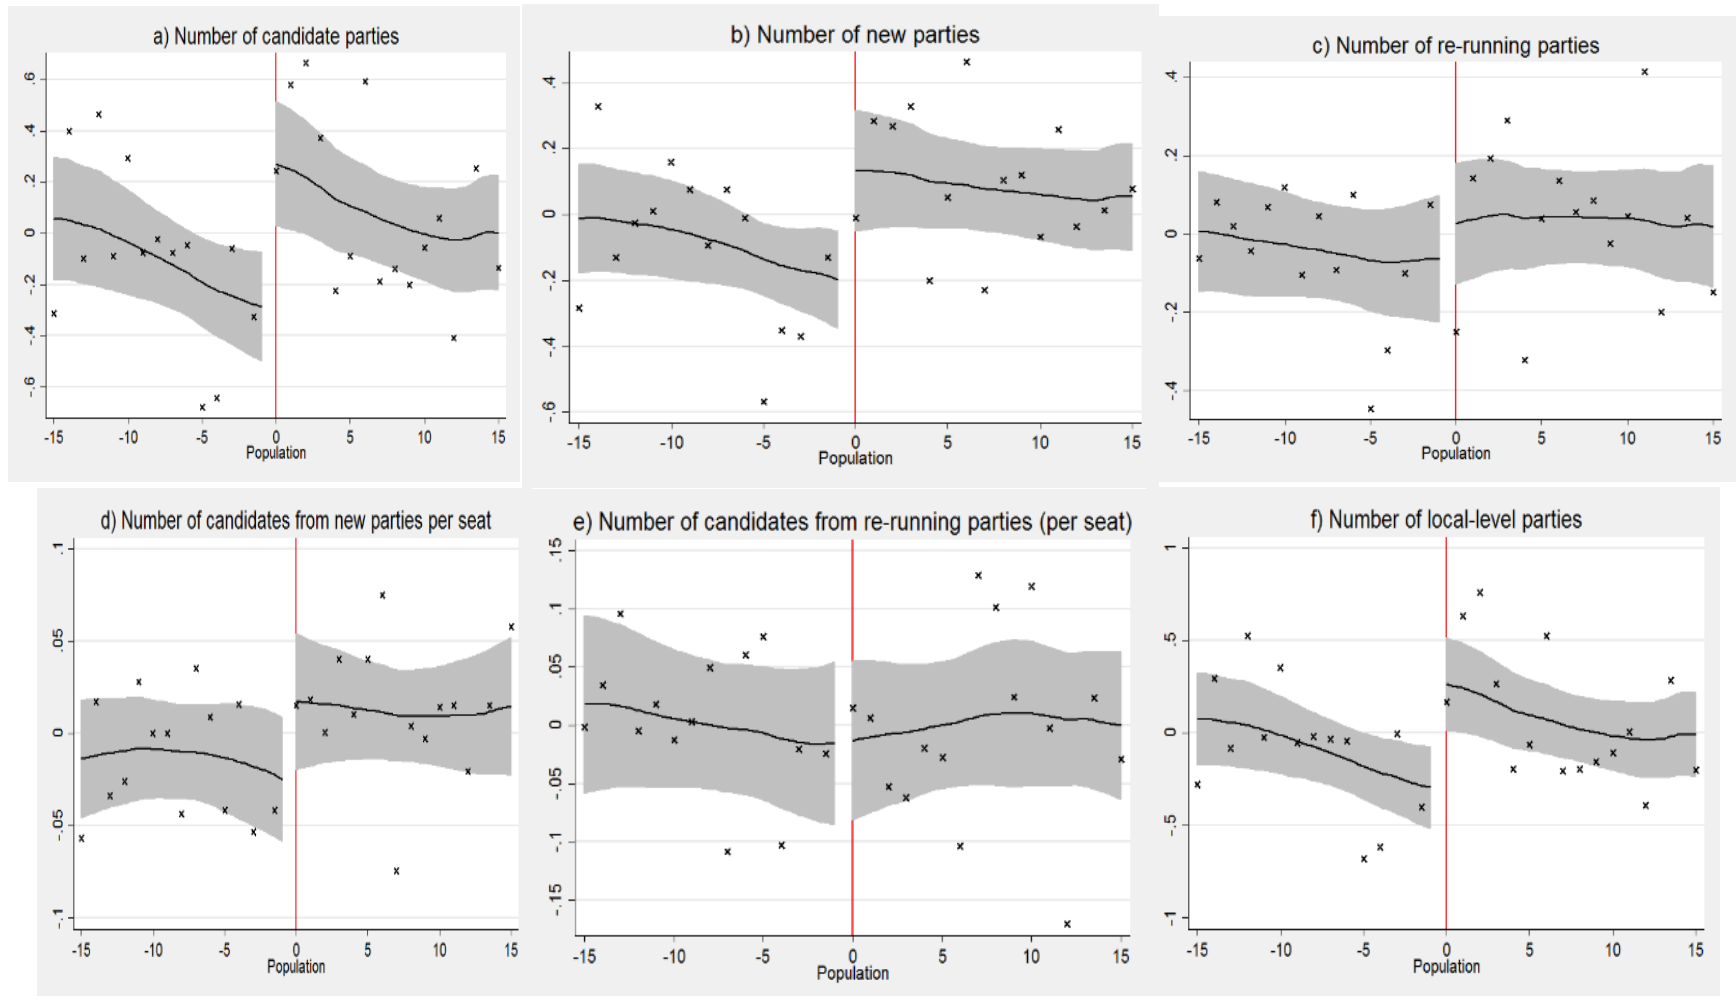 a) Number of candidate parties
.6
.4
.2
0
-.2
-.4
-.6
-15 -10 -5 0 5 10 15
Population
b) Number of new parties
.4
.2
0
-.2
-.4
-.6
-15 -10 -5 0 5 10 15
Population
c) Number of re-running parties
.4
.2
0
-.2
-.4
-15 -10 -5 0 5 10 15
Population
d) Number of candidates from new parties per seat
.1
.05
0
-.05
-.1
-15 -10 -5 0 5 10 15
Population
e) Number of candidates from re-running parties (per seat)
.15
.1
.05
0
-.05
-.1
-.15
-15 -10 -5 0 5 10 15
Population
f) Number of local-level parties
1
.5
0
-.5
-1
-15 -10 -5 0 5 10 15
Population